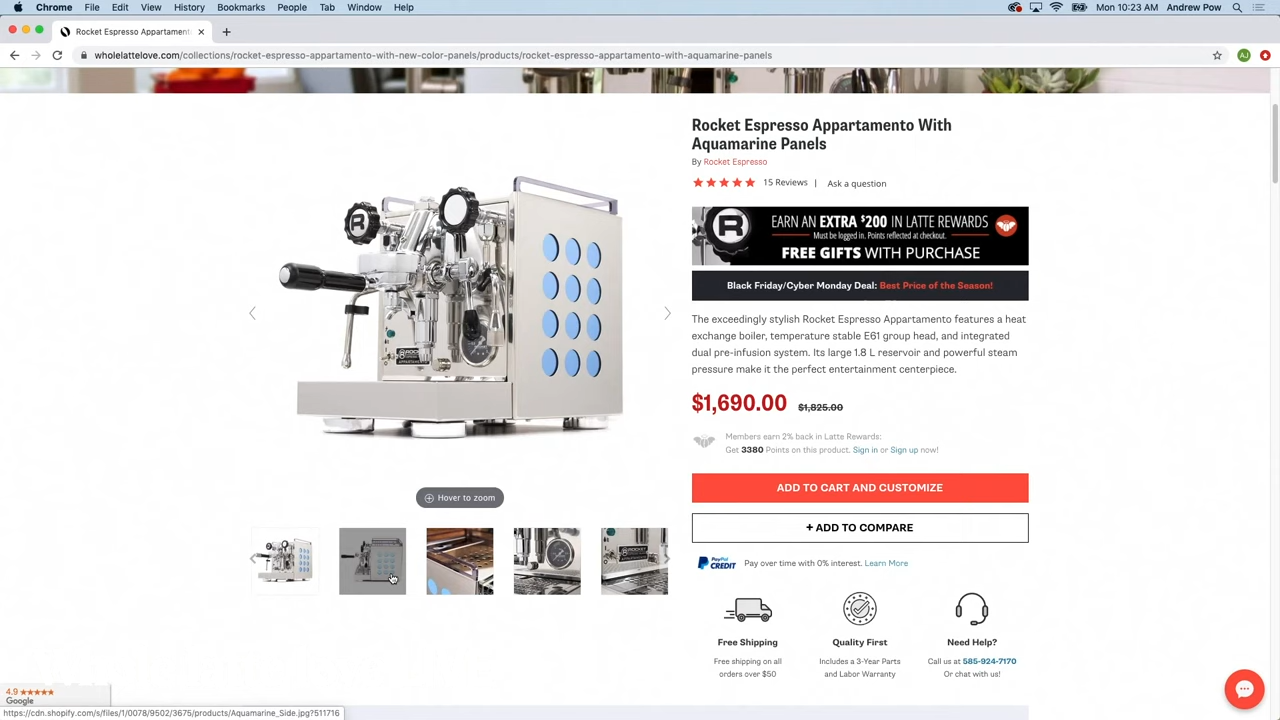 Chrome File Edit View History Bookmarks People Tab Window Help
Mon 10:23 AM Andrew Pow
Rocket Espresso Appartament
wholelattelove.com/collections/rocket-espresso-appartamento-with-new-color-panels/products/rocket-espresso-appartamento-with-aquamarine-panels
AJ
Rocket Espresso Appartamento With
Aquamarine Panels
By Rocket Espresso
15 Reviews | Ask a question
R
EARN AN EXTRA $200 IN LATTE REWARDS
Must be logged in. Points reflected at checkout.
FREE GIFTS WITH PURCHASE
Black Friday/Cyber Monday Deal: Best Price of the Season!
The exceedingly stylish Rocket Espresso Appartamento features a heat
exchange boiler, temperature stable E61 group head, and integrated
dual pre-infusion system. Its large 1.8 L reservoir and powerful steam
pressure make it the perfect entertainment centerpiece.
$1,690.00 $1,825.00
Members earn 2% back in Latte Rewards:
Get 3380 Points on this product. Sign in or Sign up now!
ADD TO CART AND CUSTOMIZE
+ ADD TO COMPARE
PayPal CREDIT Pay over time with 0% interest. Learn More
Free Shipping
Free shipping on all
orders over $50
Quality First
Includes a 3-Year Parts
and Labor Warranty
Need Help?
Call us at 585-924-7170
Or chat with us!
R
Hover to zoom
4.9
Google
https://cdn.shopify.com/s/files/1/0078/9502/3675/products/Aquamarine_Side.jpg?511716